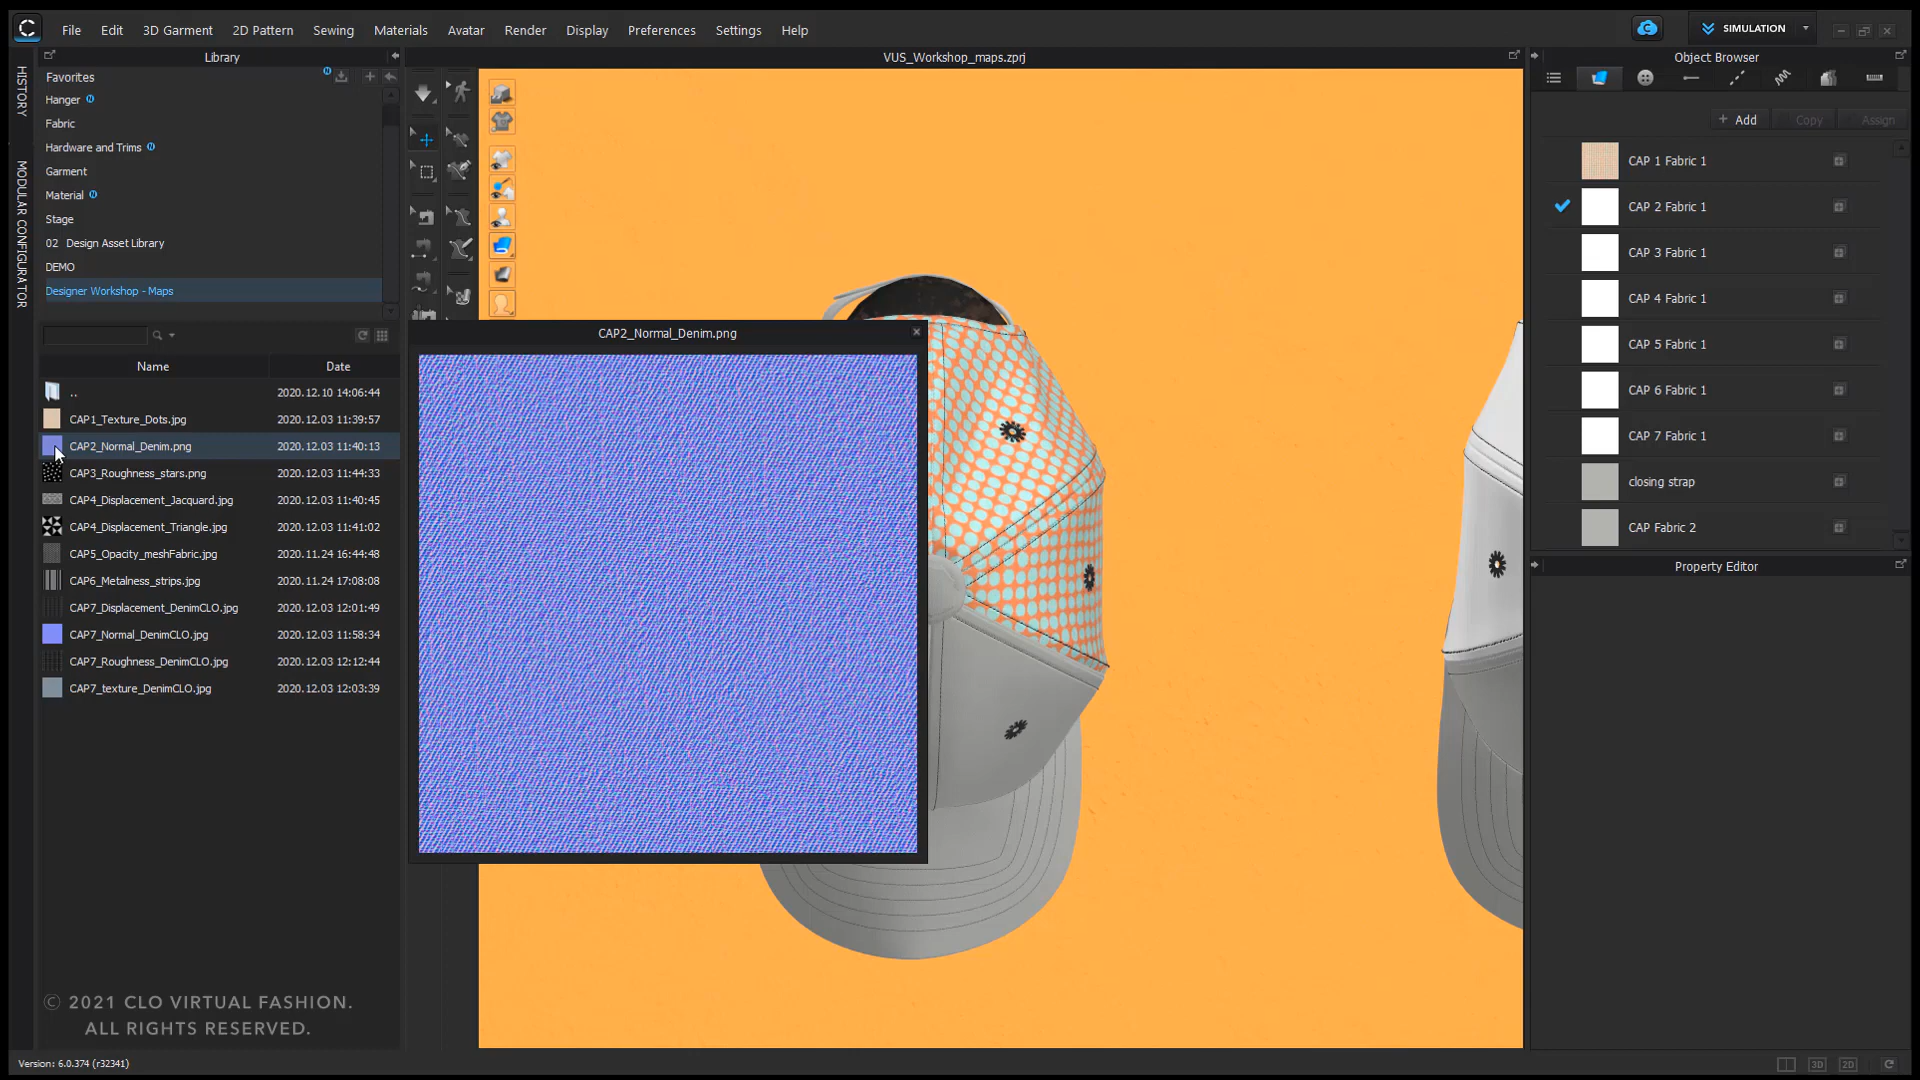 File Edit 3D Garment 2D Pattern Sewing Materials Avatar Render Display Preferences Settings Help
SIMULATION
HISTORY
MODULAR CONFIGURATOR
Library
Favorites
Hanger
Fabric
Hardware and Trims
Garment
Material
Stage
02 Design Asset Library
DEMO
Designer Workshop - Maps
Name Date
.. 2020.12.10 14:06:44
CAP1_Texture_Dots.jpg 2020.12.03 11:39:57
CAP2_Normal_Denim.png 2020.12.03 11:40:13
CAP3_Roughness_stars.png 2020.12.03 11:44:33
CAP4_Displacement_Jacquard.jpg 2020.12.03 11:40:45
CAP4_Displacement_Triangle.jpg 2020.12.03 11:41:02
CAP5_Opacity_meshFabric.jpg 2020.11.24 16:44:48
CAP6_Metalness_strips.jpg 2020.11.24 17:08:08
CAP7_Displacement_DenimCLO.jpg 2020.12.03 12:01:49
CAP7_Normal_DenimCLO.jpg 2020.12.03 11:58:34
CAP7_Roughness_DenimCLO.jpg 2020.12.03 12:12:44
CAP7_texture_DenimCLO.jpg 2020.12.03 12:03:39
© 2021 CLO VIRTUAL FASHION.
ALL RIGHTS RESERVED.
Version: 6.0.374 (r32341)
VUS_Workshop_maps.zprj
CAP2_Normal_Denim.png
Object Browser
+ Add Copy Assign
CAP 1 Fabric 1
CAP 2 Fabric 1
CAP 3 Fabric 1
CAP 4 Fabric 1
CAP 5 Fabric 1
CAP 6 Fabric 1
CAP 7 Fabric 1
closing strap
CAP Fabric 2
Property Editor
3D 2D